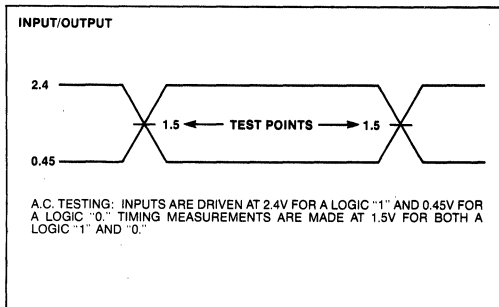 INPUT/OUTPUT
2.4
1.5 TEST POINTS 1.5
0.45
A.C. TESTING: INPUTS ARE DRIVEN AT 2.4V FOR A LOGIC "1" AND 0.45V FOR
A LOGIC "0." TIMING MEASUREMENTS ARE MADE AT 1.5V FOR BOTH A
LOGIC "1" AND "0."